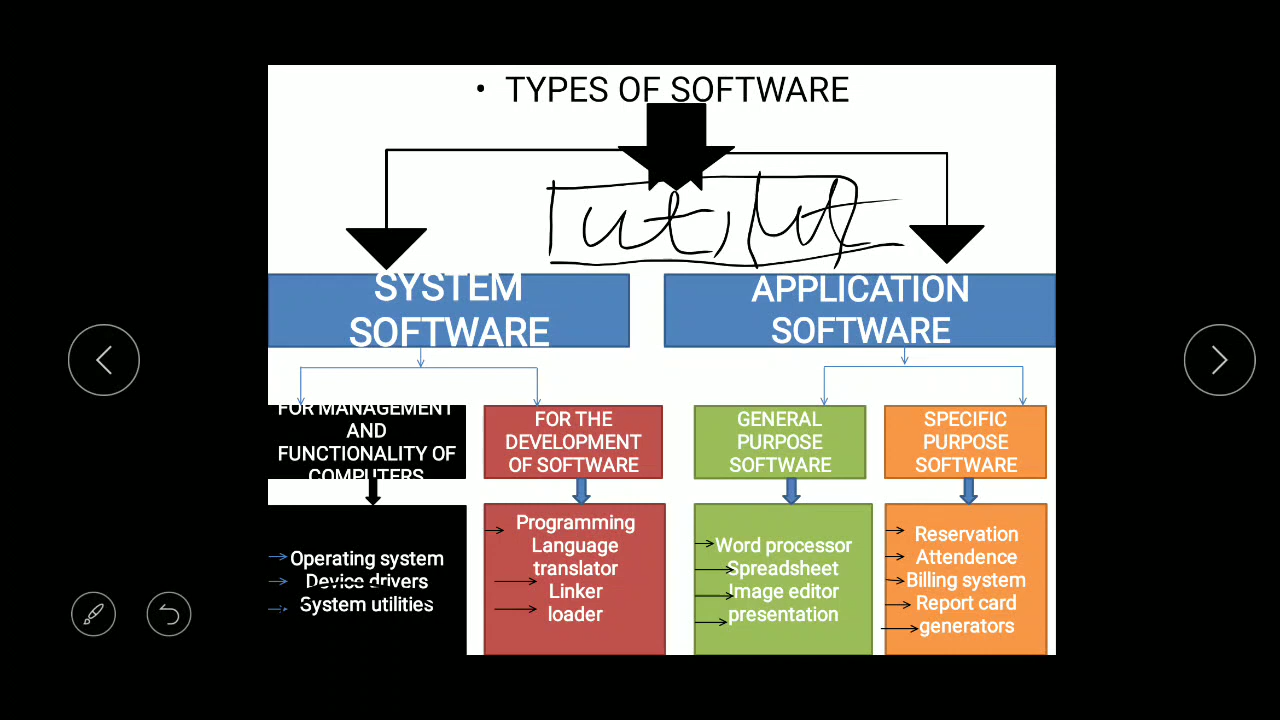 • TYPES OF SOFTWARE
SYSTEM
SOFTWARE
APPLICATION
SOFTWARE
FOR MANAGEMENT
AND
FUNCTIONALITY OF
COMPUTERS
FOR THE
DEVELOPMENT
OF SOFTWARE
GENERAL
PURPOSE
SOFTWARE
SPECIFIC
PURPOSE
SOFTWARE
Operating system
Device drivers
System utilities
Programming
Language
translator
Linker
loader
Word processor
Spreadsheet
Image editor
presentation
Reservation
Attendence
Billing system
Report card
generators